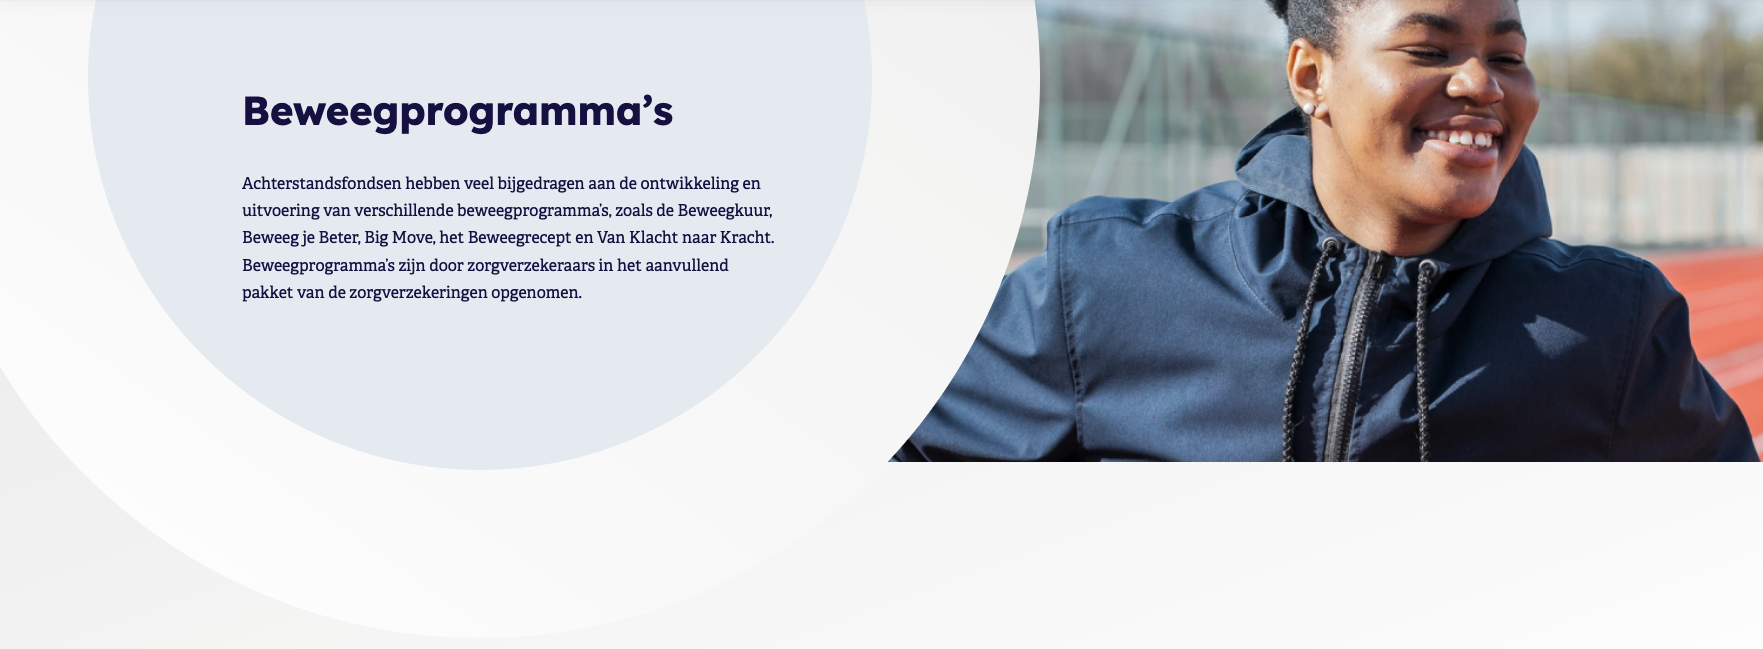 Beweegprogramma’s
Achterstandsfondsen hebben veel bijgedragen aan de ontwikkeling en
uitvoering van verschillende beweegprogramma’s, zoals de Beweegkuur,
Beweeg je Beter, Big Move, het Beweegrecept en Van Klacht naar Kracht.
Beweegprogramma’s zijn door zorgverzekeraars in het aanvullend
pakket van de zorgverzekeringen opgenomen.